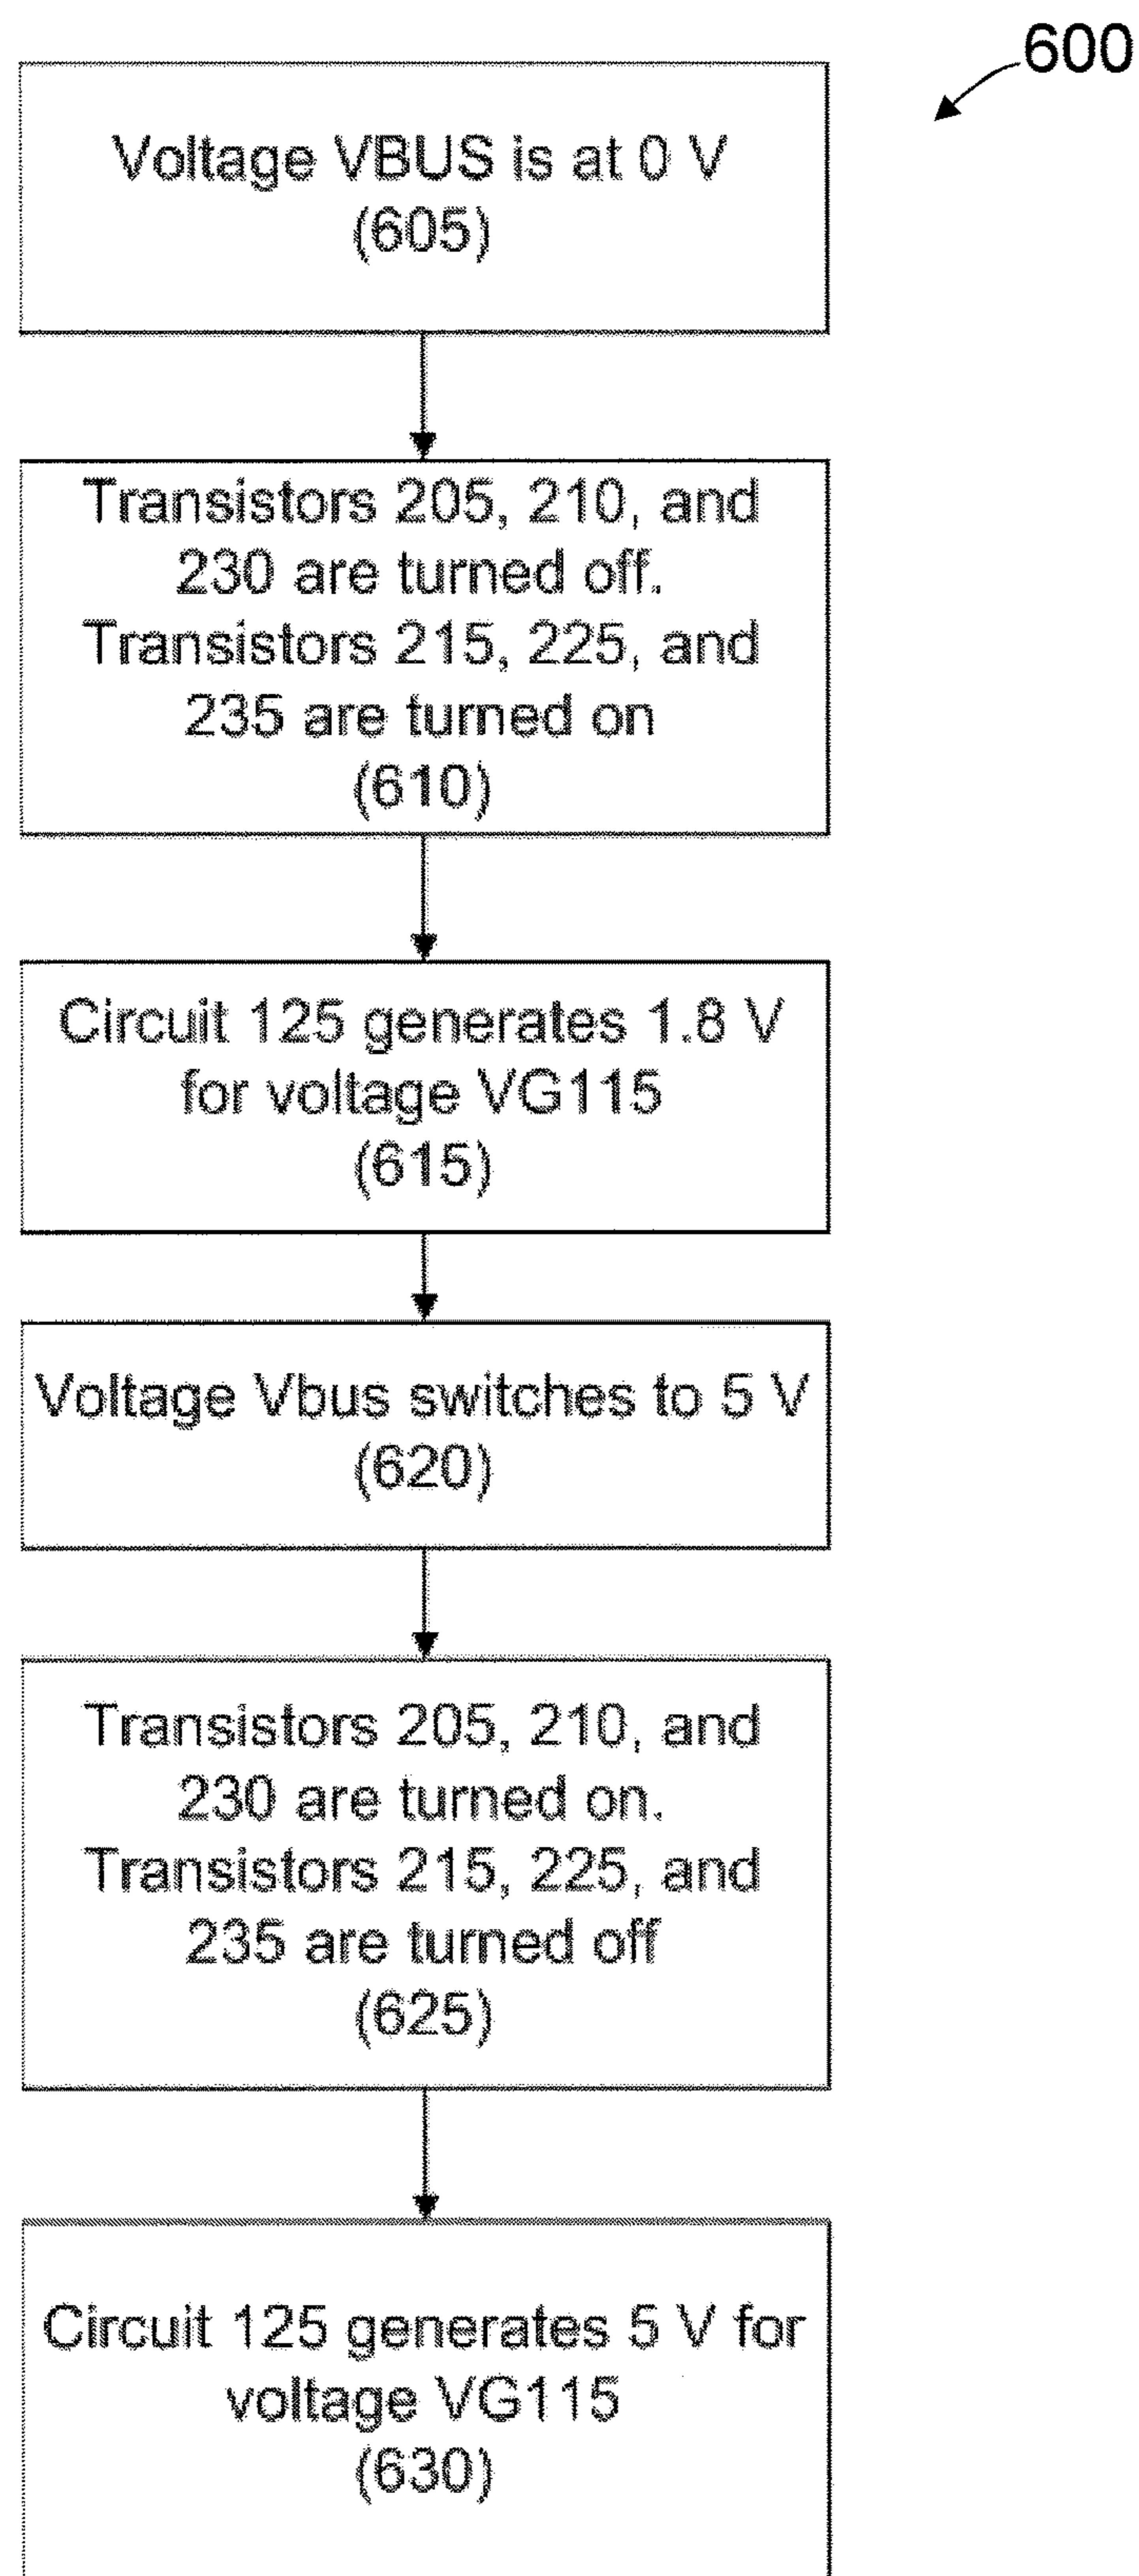 600
Voltage VBUS is at 0 V
(605)
Transistors 205, 210, and
230 are turned off.
Transistors 215, 225, and
235 are turned on
(610)
Circuit 125 generates 1.8 V
for voltage VG115
(615)
Voltage Vbus switches to 5 V
(620)
Transistors 205, 210, and
230 are turned on.
Transistors 215, 225, and
235 are turned off
(625)
Circuit 125 generates 5 V for
voltage VG115
(630)